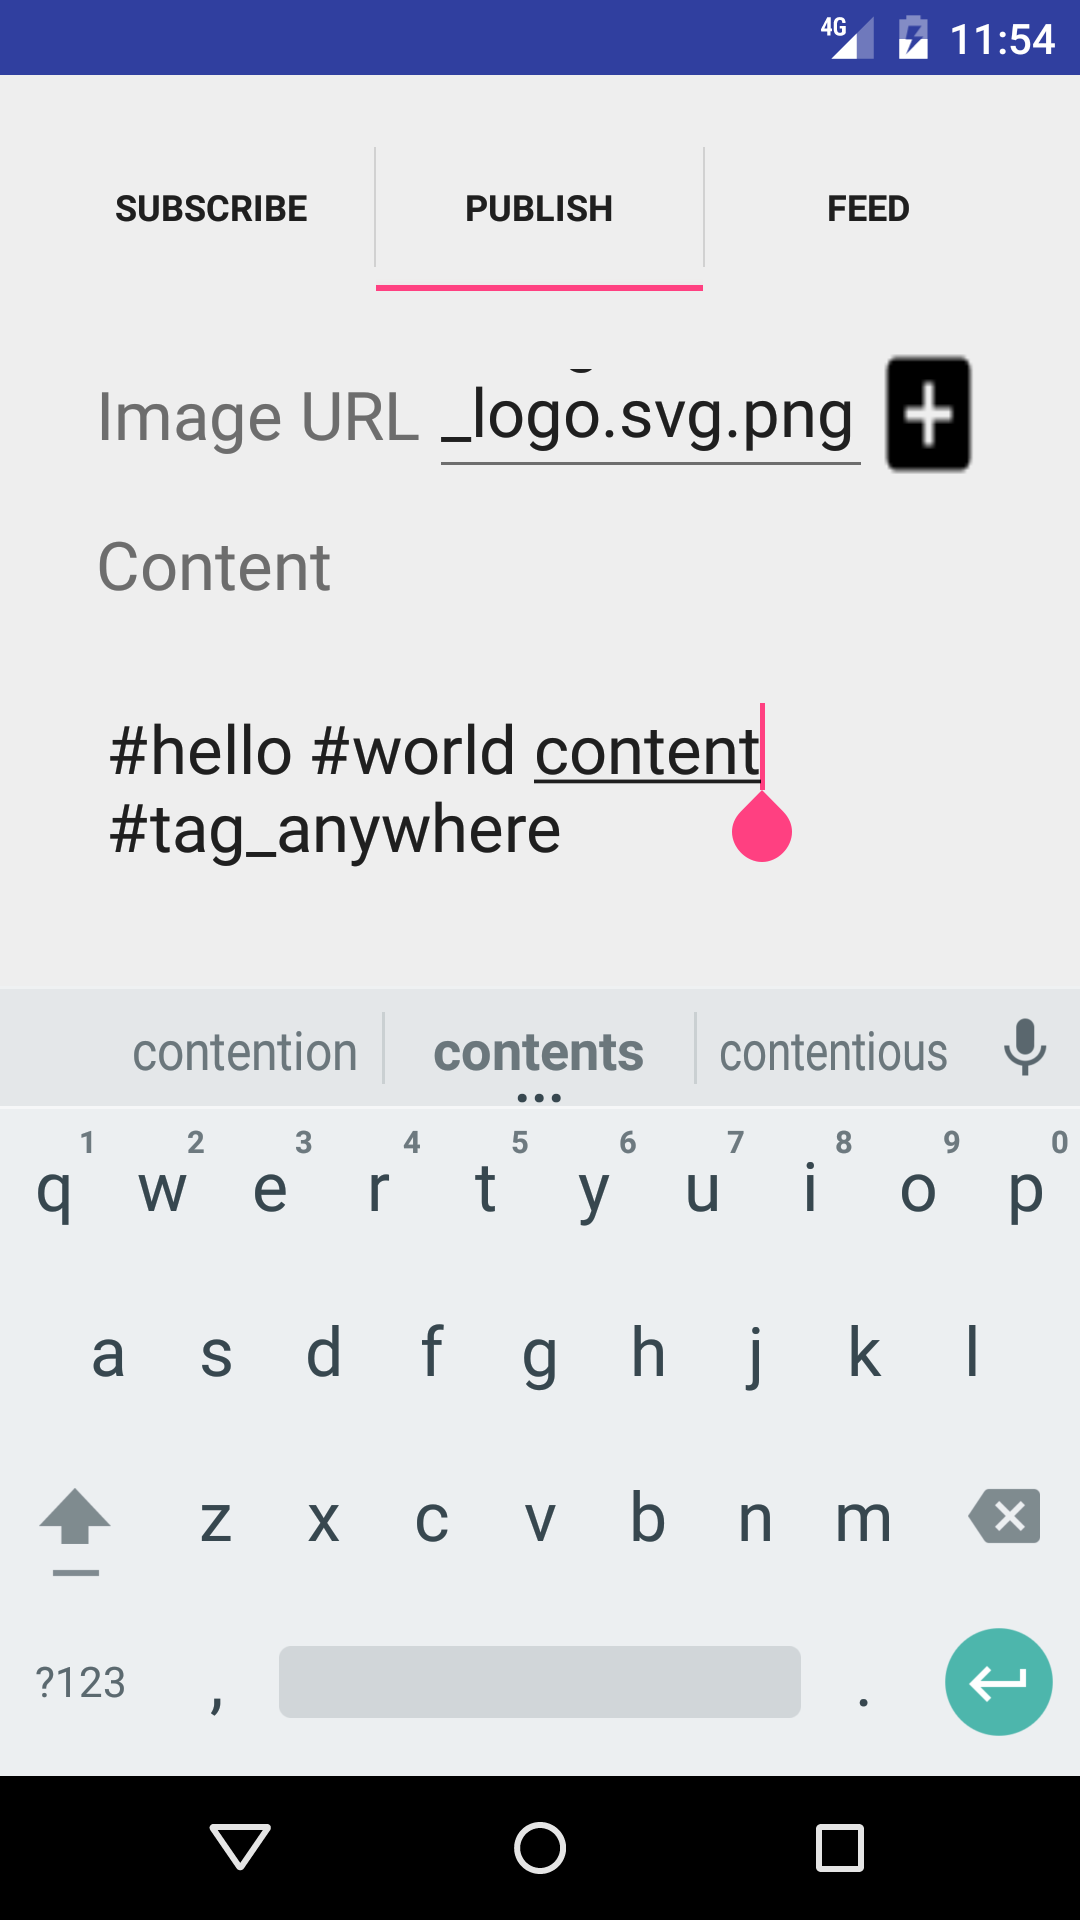 4G 11:54
SUBSCRIBE PUBLISH FEED
Image URL _logo.svg.png
Content
#hello #world content
#tag_anywhere
contention contents contentious
1 2 3 4 5 6 7 8 9 0
q w e r t y u i o p
a s d f g h j k l
z x c v b n m
?123 , .